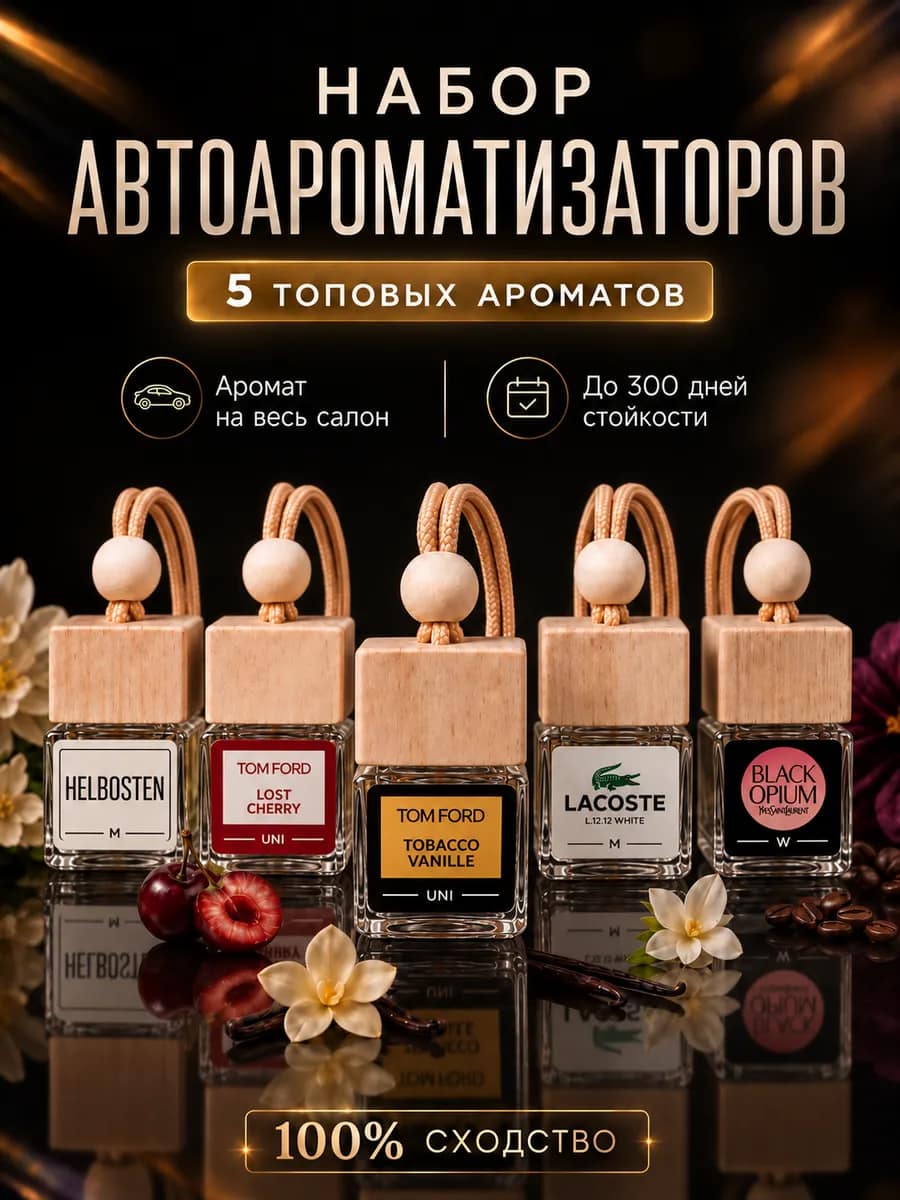 НАБОР
АВТОАРОМАТИЗАТОРОВ
5 ТОПОВЫХ АРОМАТОВ
Аромат
на весь салон
До 300 дней
стойкости
HELBOSTEN
M
TOM FORD
LOST
CHERRY
UNI
TOM FORD
TOBACCO
VANILLE
UNI
LACOSTE
L.12.12 WHITE
M
BLACK
OPIUM
YVESSAINTLAURENT
W
100% СХОДСТВО